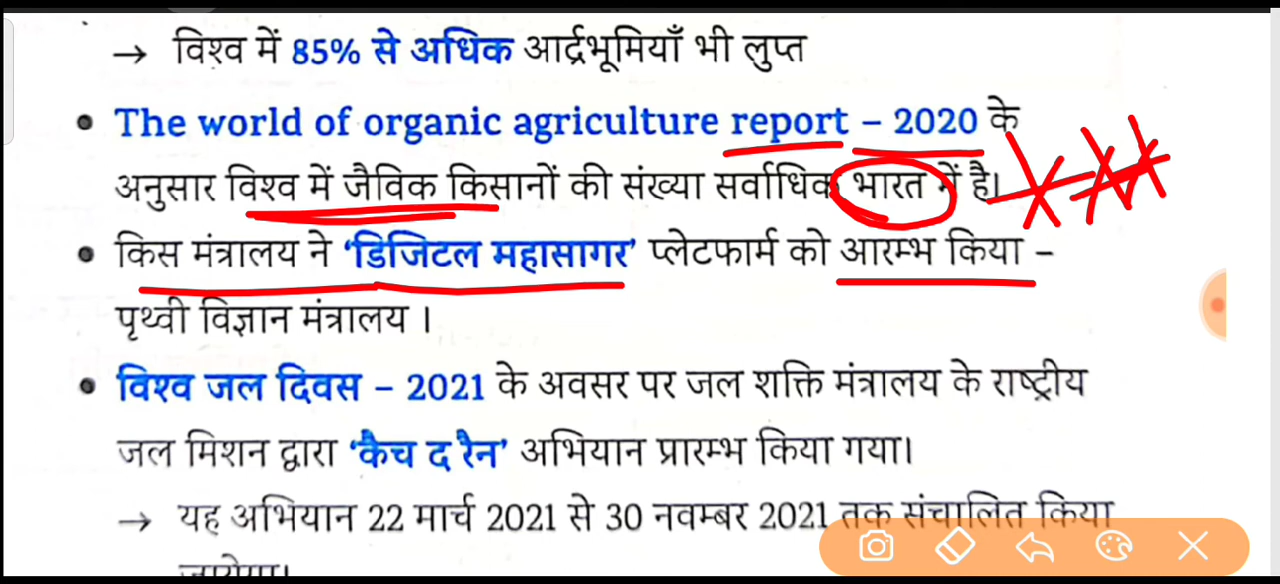 → विश्व में 85% से अधिक आर्द्रभूमियाँ भी लुप्त
• The world of organic agriculture report – 2020 के
अनुसार विश्व में जैविक किसानों की संख्या सर्वाधिक भारत में है।
• किस मंत्रालय ने ‘डिजिटल महासागर’ प्लेटफार्म को आरम्भ किया –
पृथ्वी विज्ञान मंत्रालय ।
• विश्व जल दिवस – 2021 के अवसर पर जल शक्ति मंत्रालय के राष्ट्रीय
जल मिशन द्वारा ‘कैच द रैन’ अभियान प्रारम्भ किया गया।
→ यह अभियान 22 मार्च 2021 से 30 नवम्बर 2021 तक संचालित किया